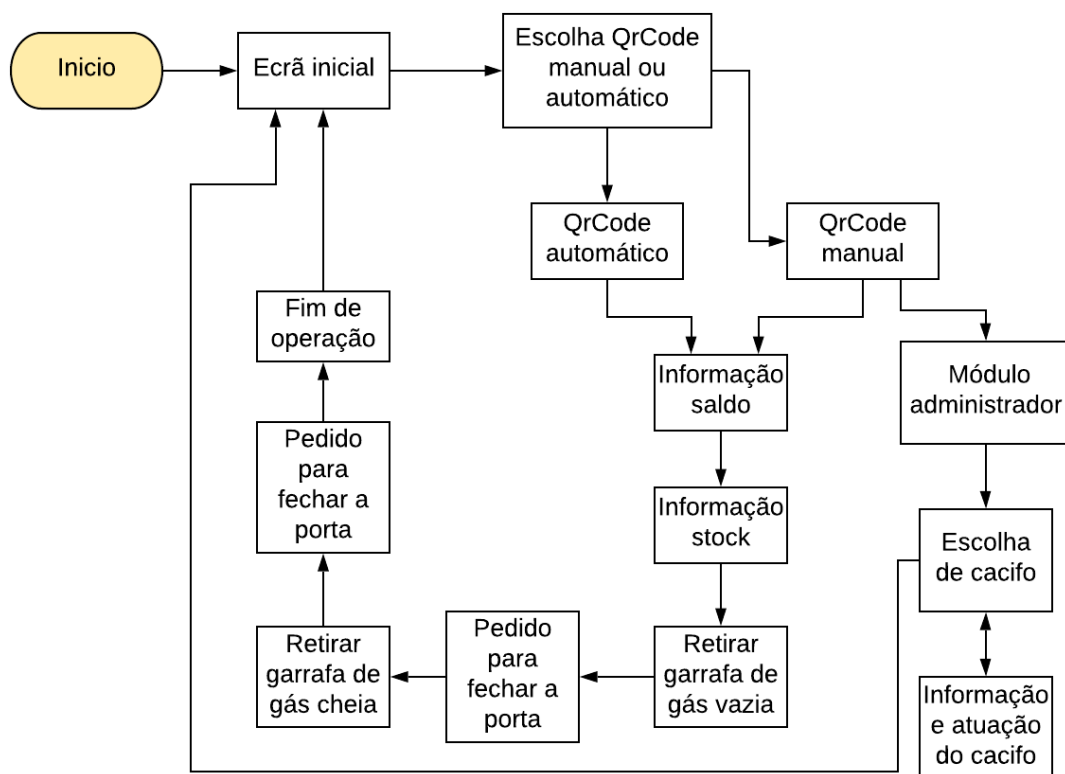 Inicio
Ecrã inicial
Escolha QrCode
manual ou
automático
QrCode
automático
QrCode
manual
Fim de
operação
Informação
saldo
Módulo
administrador
Pedido
para
fechar a
porta
Informação
stock
Escolha
de cacifo
Retirar
garrafa de
gás cheia
Pedido
para
fechar a
porta
Retirar
garrafa de
gás vazia
Informação
e atuação
do cacifo